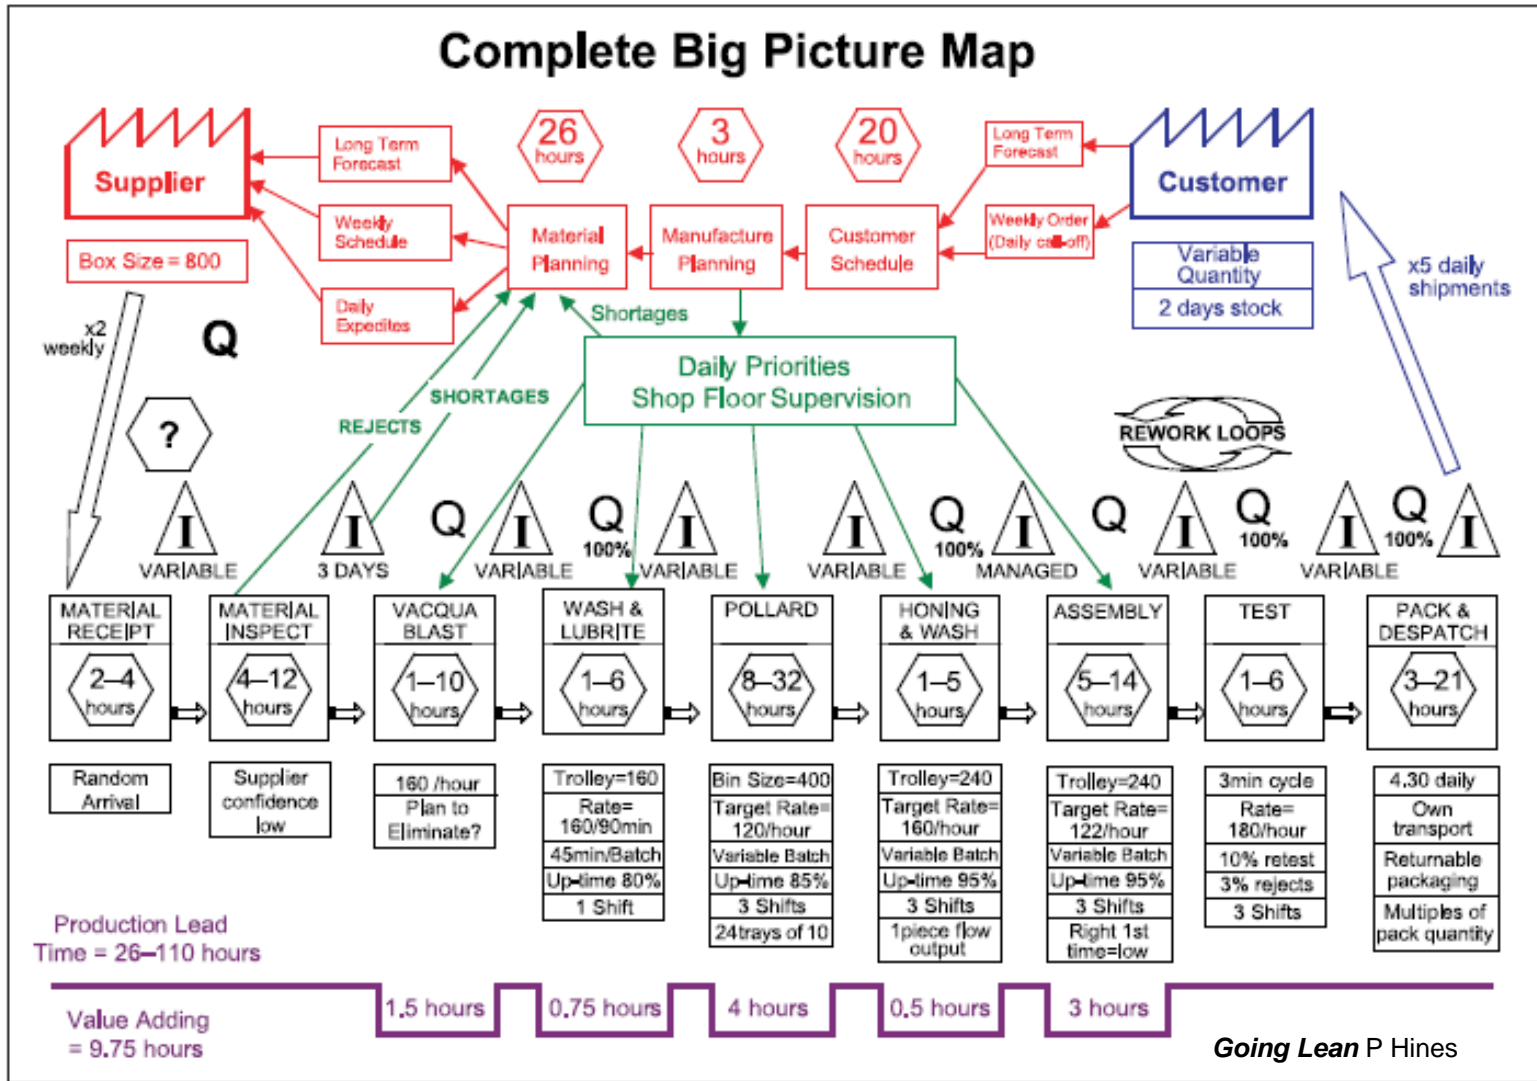 Complete Big Picture Map
Supplier
Box Size = 800
Long Term
Forecast
Weekly
Schedule
Daily
Expedites
26
hours
3
hours
20
hours
Material
Planning
Manufacture
Planning
Customer
Schedule
Long Term
Forecast
Weekly Order
(Daily call-off)
Customer
Variable
Quantity
2 days stock
x5 daily
shipments
x2
weekly
Q
?
Shortages
SHORTAGES
REJECTS
Daily Priorities
Shop Floor Supervision
REWORK LOOPS
I
VARIABLE
I
3 DAYS
Q
I
VARIABLE
Q
100%
I
VARIABLE
I
VARIABLE
Q
100%
I
MANAGED
Q
I
VARIABLE
Q
100%
I
VARIABLE
Q
100%
I
MATERIAL
RECEIPT
2–4
hours
Random
Arrival
MATERIAL
INSPECT
4–12
hours
Supplier
confidence
low
VACQUA
BLAST
1–10
hours
160 /hour
Plan to
Eliminate?
WASH &
LUBRITE
1–6
hours
Trolley=160
Rate=
160/90min
45min/Batch
Up-time 80%
1 Shift
POLLARD
8–32
hours
Bin Size=400
Target Rate=
120/hour
Variable Batch
Up-time 85%
3 Shifts
24trays of 10
HONING
& WASH
1–5
hours
Trolley=240
Target Rate=
160/hour
Variable Batch
Up-time 95%
3 Shifts
1piece flow
output
ASSEMBLY
5–14
hours
Trolley=240
Target Rate=
122/hour
Variable Batch
Up-time 95%
3 Shifts
Right 1st
time=low
TEST
1–6
hours
3min cycle
Rate=
180/hour
10% retest
3% rejects
3 Shifts
PACK &
DESPATCH
3–21
hours
4.30 daily
Own
transport
Returnable
packaging
Multiples of
pack quantity
Production Lead
Time = 26–110 hours
1.5 hours
0.75 hours
4 hours
0.5 hours
3 hours
Value Adding
= 9.75 hours
Going Lean P Hines